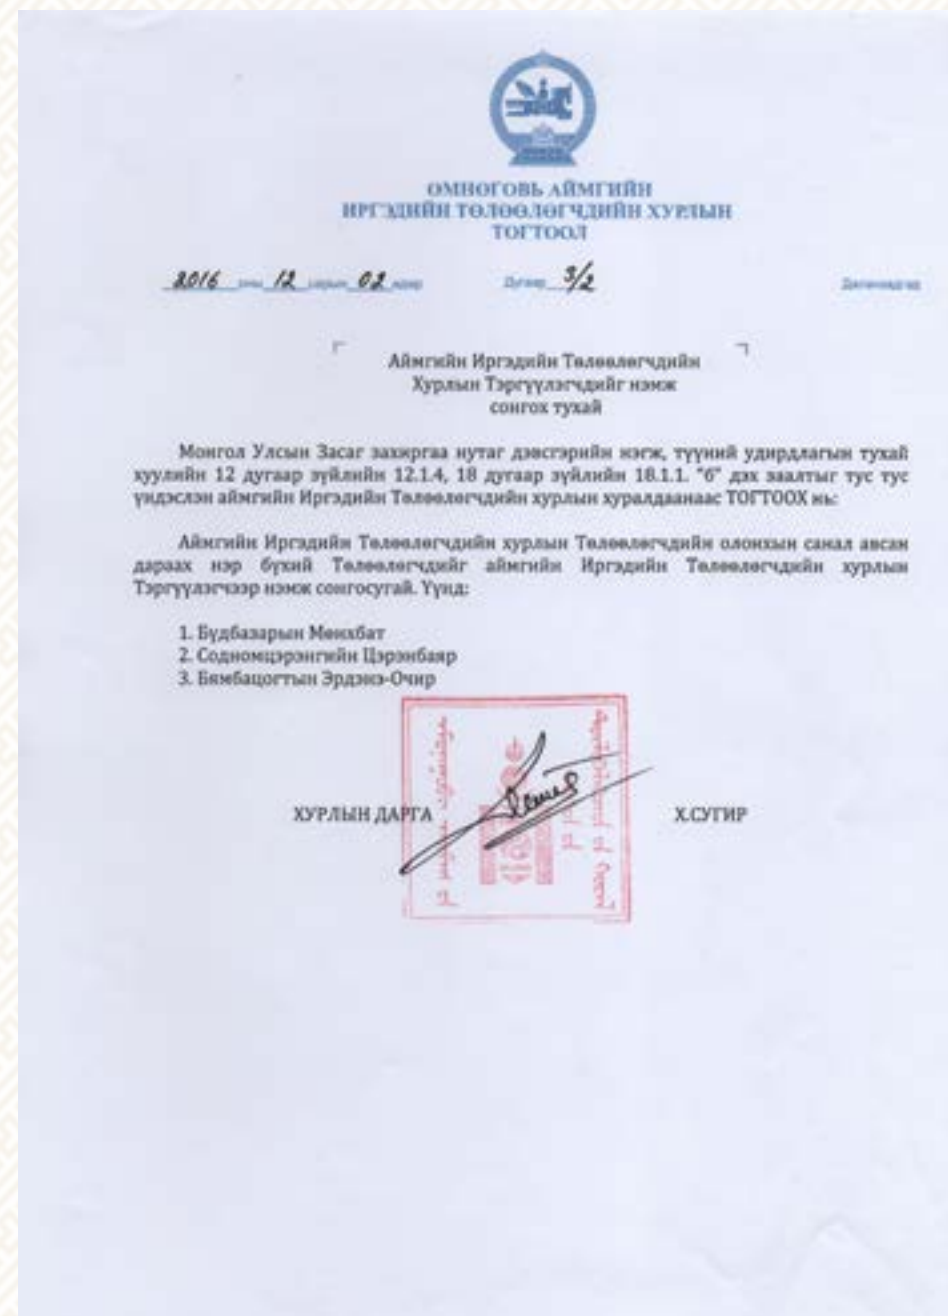 ӨМНӨГОВЬ АЙМГИЙН
ИРГЭДИЙН ТӨЛӨӨЛӨГЧДИЙН ХУРЛЫН
ТОГТООЛ
2016 оны 12 сарын 02 өдөр Дугаар 3/2 Даланзадгад
Аймгийн Иргэдийн Төлөөлөгчдийн
Хурлын Тэргүүлэгчдийг нэмж
сонгох тухай
Монгол Улсын Засаг захиргаа нутаг дэвсгэрийн нэгж, түүний удирдлагын тухай
хуулийн 12 дугаар зүйлийн 12.1.4, 18 дугаар зүйлийн 18.1.1. "б" дэх заалтыг тус тус
үндэслэн аймгийн Иргэдийн Төлөөлөгчдийн хурлын хуралдаанаас ТОГТООХ нь:
Аймгийн Иргэдийн Төлөөлөгчдийн хурлын Төлөөлөгчдийн олонхын санал авсан
дараах нэр бүхий Төлөөлөгчдийг аймгийн Иргэдийн Төлөөлөгчдийн хурлын
Тэргүүлэгчээр нэмж сонгосугай. Үүнд:
1. Будбазарын Мөнхбат
2. Содномцэрэнгийн Цэрэнбаяр
3. Бямбацогтын Эрдэнэ-Очир
ХУРЛЫН ДАРГА Х.СУГИР